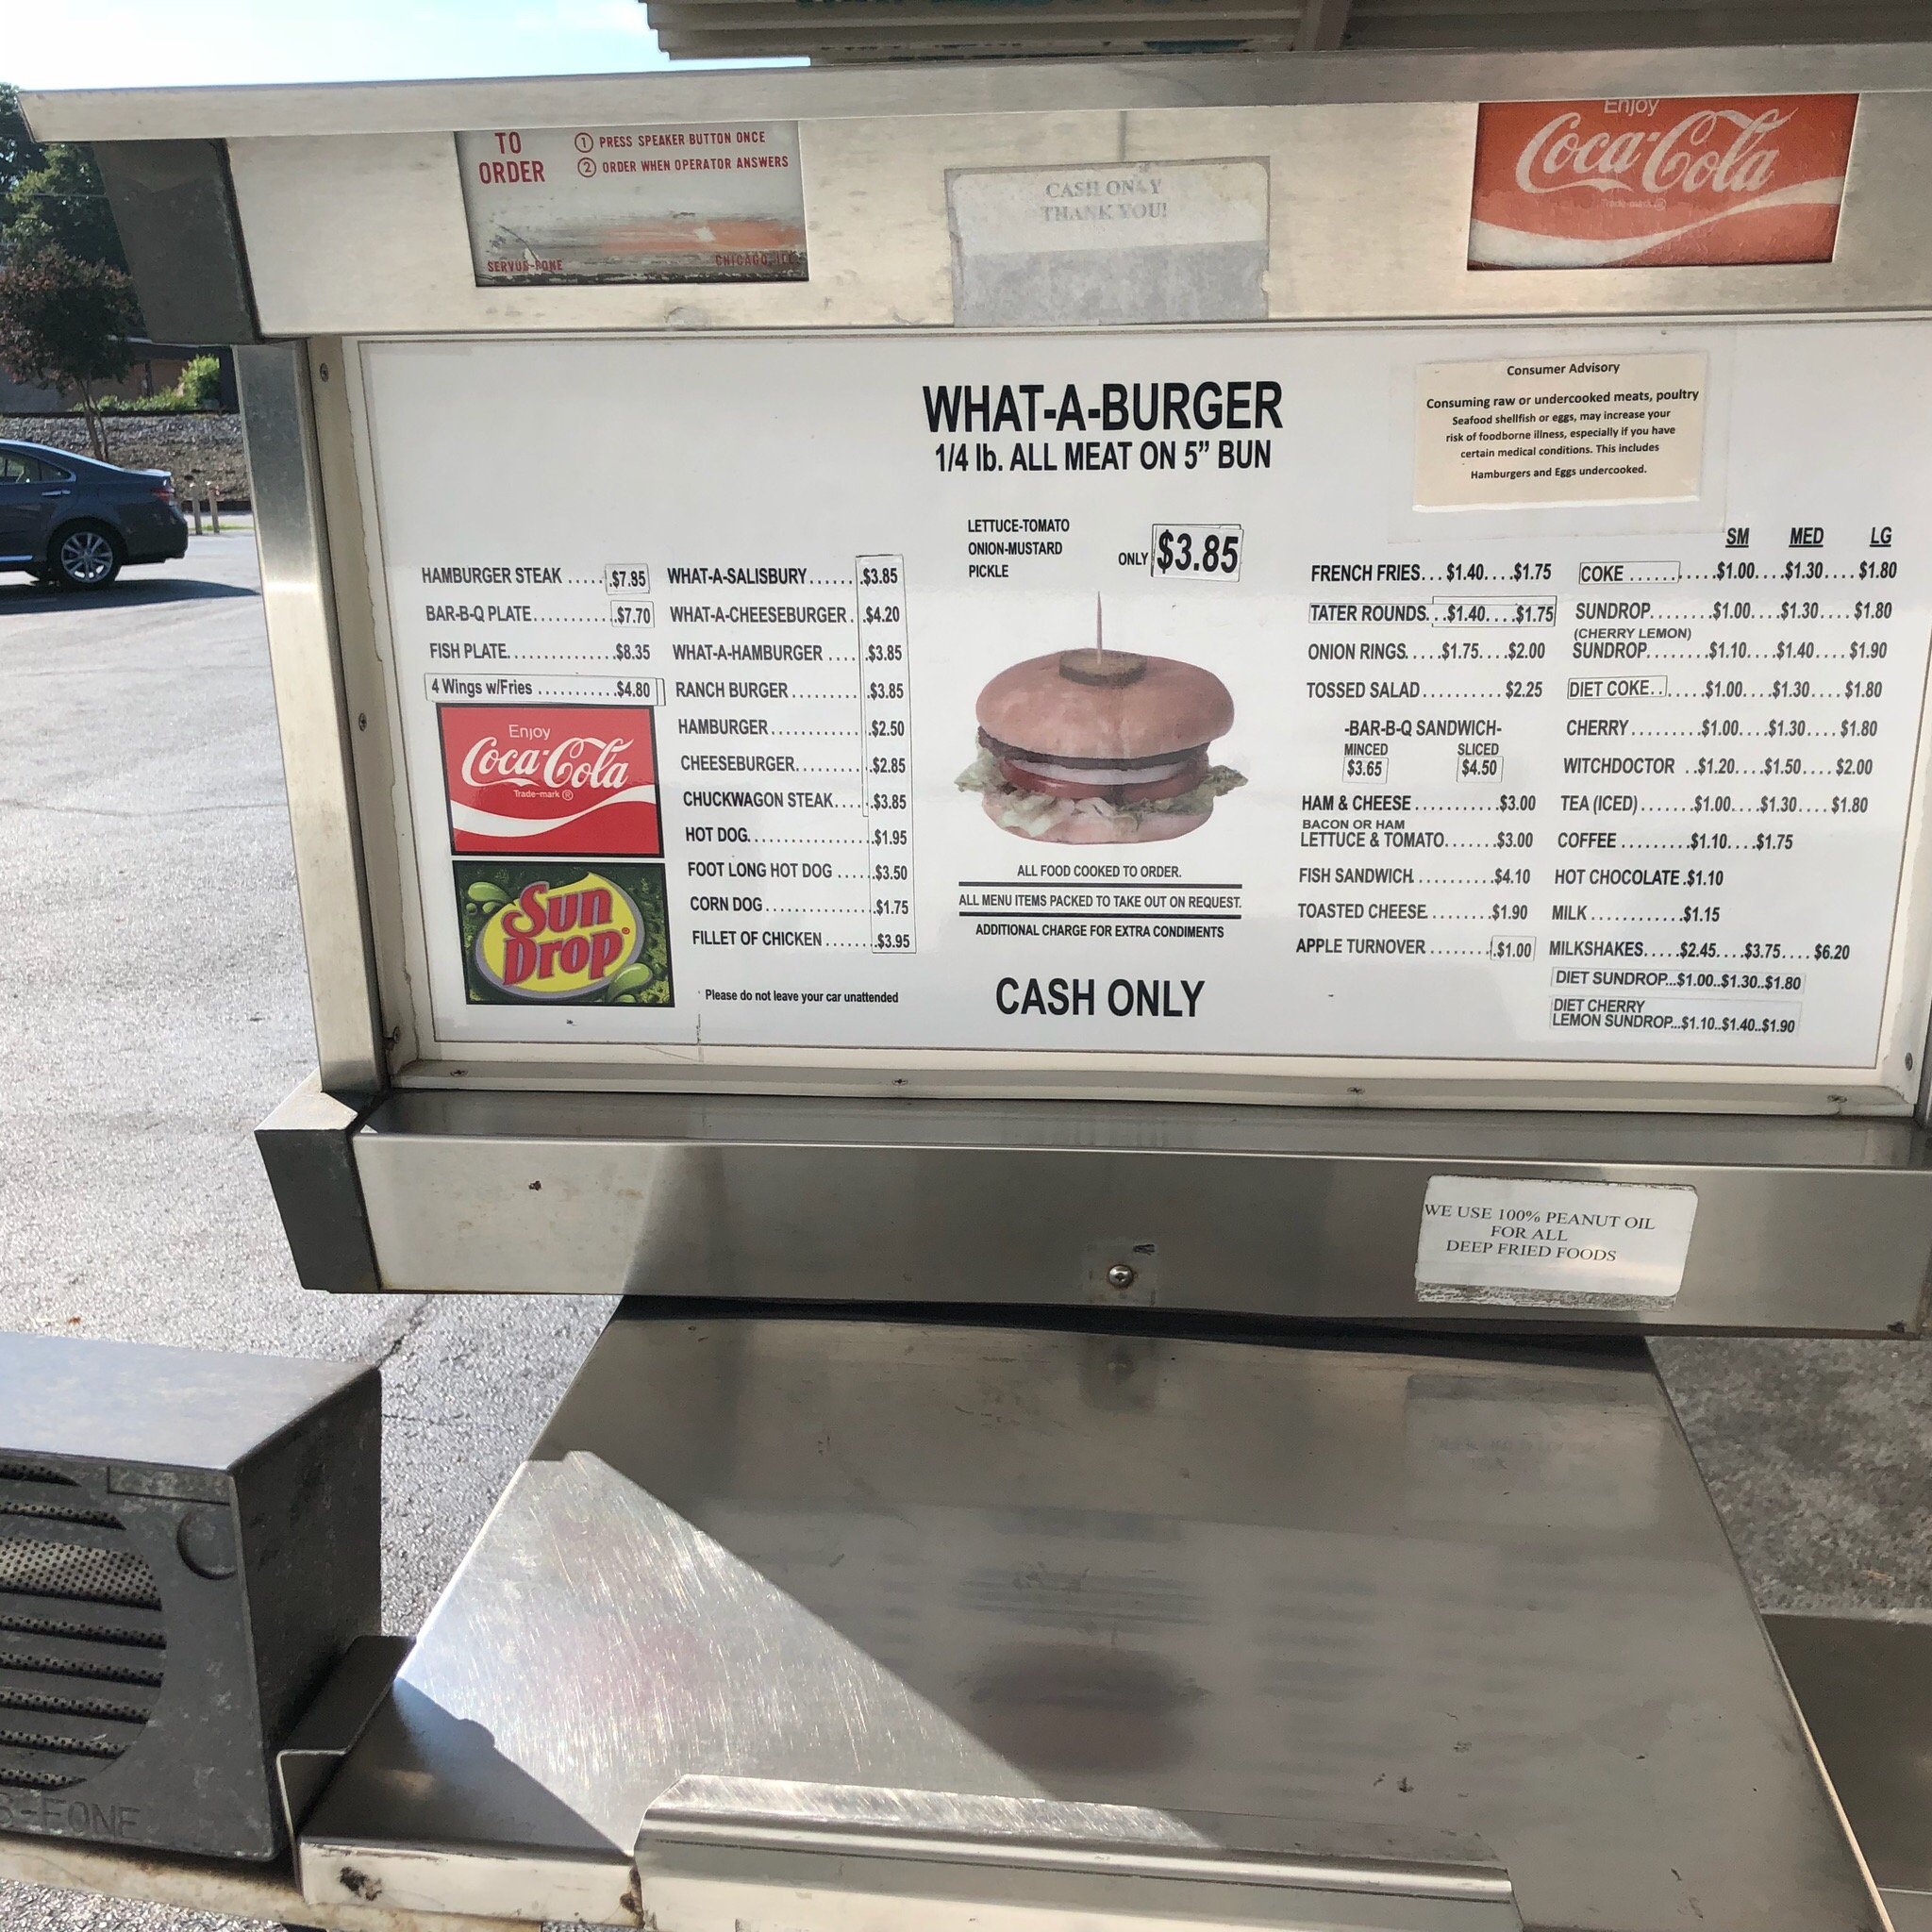 TO
ORDER
① PRESS SPEAKER BUTTON ONCE
② ORDER WHEN OPERATOR ANSWERS
SERVUS-FONE
CHICAGO, ILL.
CASH ONLY
THANK YOU!
Enjoy
Coca-Cola
Trade-mark ®
WHAT-A-BURGER
1/4 lb. ALL MEAT ON 5" BUN
Consumer Advisory
Consuming raw or undercooked meats, poultry
Seafood shellfish or eggs, may increase your
risk of foodborne illness, especially if you have
certain medical conditions. This includes
Hamburgers and Eggs undercooked.
HAMBURGER STEAK .....$7.95
BAR-B-Q PLATE..........$7.70
FISH PLATE.............$8.35
4 Wings w/Fries ...........$4.80
Enjoy
Coca-Cola
Trade-mark ®
Sun
Drop®
WHAT-A-SALISBURY......$3.85
WHAT-A-CHEESEBURGER..$4.20
WHAT-A-HAMBURGER ....$3.85
RANCH BURGER.........$3.85
HAMBURGER............$2.50
CHEESEBURGER.........$2.85
CHUCKWAGON STEAK....$3.85
HOT DOG................$1.95
FOOT LONG HOT DOG .....$3.50
CORN DOG..............$1.75
FILLET OF CHICKEN .......$3.95
Please do not leave your car unattended
LETTUCE-TOMATO
ONION-MUSTARD
PICKLE
ONLY $3.85
ALL FOOD COOKED TO ORDER.
ALL MENU ITEMS PACKED TO TAKE OUT ON REQUEST.
ADDITIONAL CHARGE FOR EXTRA CONDIMENTS
CASH ONLY
FRENCH FRIES...$1.40....$1.75
TATER ROUNDS...$1.40....$1.75
ONION RINGS.....$1.75....$2.00
TOSSED SALAD..........$2.25
-BAR-B-Q SANDWICH-
MINCED SLICED
$3.65 $4.50
HAM & CHEESE...........$3.00
BACON OR HAM
LETTUCE & TOMATO.......$3.00
FISH SANDWICH..........$4.10
TOASTED CHEESE........$1.90
APPLE TURNOVER........$1.00
SM MED LG
COKE ..........$1.00....$1.30....$1.80
SUNDROP........$1.00....$1.30....$1.80
(CHERRY LEMON)
SUNDROP........$1.10....$1.40....$1.90
DIET COKE.......$1.00....$1.30....$1.80
CHERRY.........$1.00....$1.30....$1.80
WITCHDOCTOR ..$1.20....$1.50....$2.00
TEA (ICED).......$1.00....$1.30....$1.80
COFFEE .........$1.10....$1.75
HOT CHOCOLATE.$1.10
MILK ............$1.15
MILKSHAKES.....$2.45....$3.75....$6.20
DIET SUNDROP...$1.00..$1.30..$1.80
DIET CHERRY
LEMON SUNDROP...$1.10..$1.40..$1.90
WE USE 100% PEANUT OIL
FOR ALL
DEEP FRIED FOODS
S-FONE